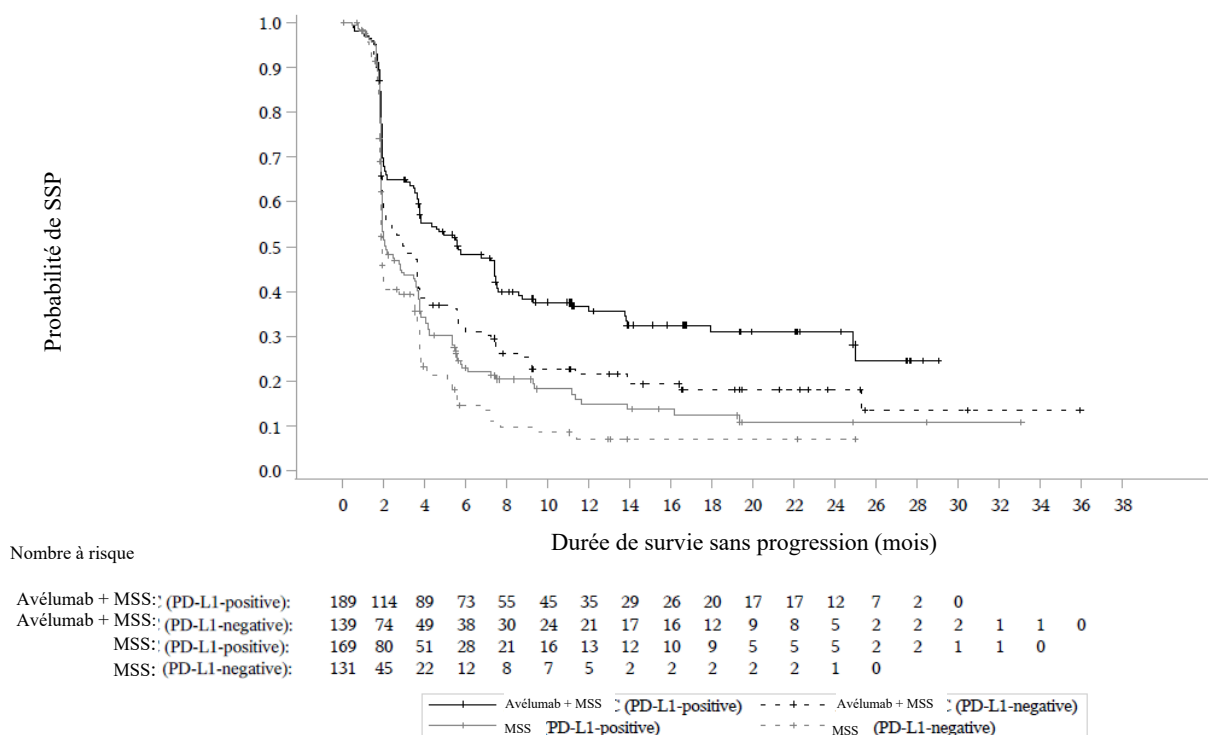 1.0
0.9
0.8
0.7
0.6
0.5
0.4
0.3
0.2
0.1
0.0
Probabilité de SSP
0 2 4 6 8 10 12 14 16 18 20 22 24 26 28 30 32 34 36 38
Durée de survie sans progression (mois)
Nombre à risque
Avélumab + MSS: (PD-L1-positive): 189 114 89 73 55 45 35 29 26 20 17 17 12 7 2 0
Avélumab + MSS: (PD-L1-negative): 139 74 49 38 30 24 21 17 16 12 9 8 5 2 2 2 1 1 0
MSS: (PD-L1-positive): 169 80 51 28 21 16 13 12 10 9 5 5 5 2 2 1 1 0
MSS: (PD-L1-negative): 131 45 22 12 8 7 5 2 2 2 2 2 1 0
Avélumab + MSS C (PD-L1-positive) Avélumab + MSS C (PD-L1-negative)
MSS (PD-L1-positive) MSS (PD-L1-negative)